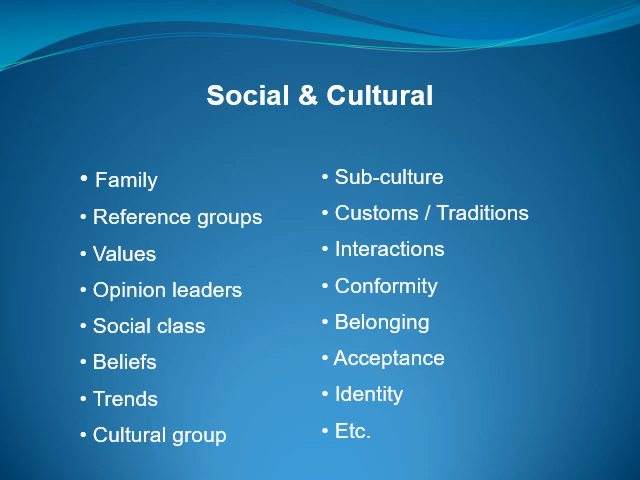 Social & Cultural
• Family
• Reference groups
• Values
• Opinion leaders
• Social class
• Beliefs
• Trends
• Cultural group
• Sub-culture
• Customs / Traditions
• Interactions
• Conformity
• Belonging
• Acceptance
• Identity
• Etc.